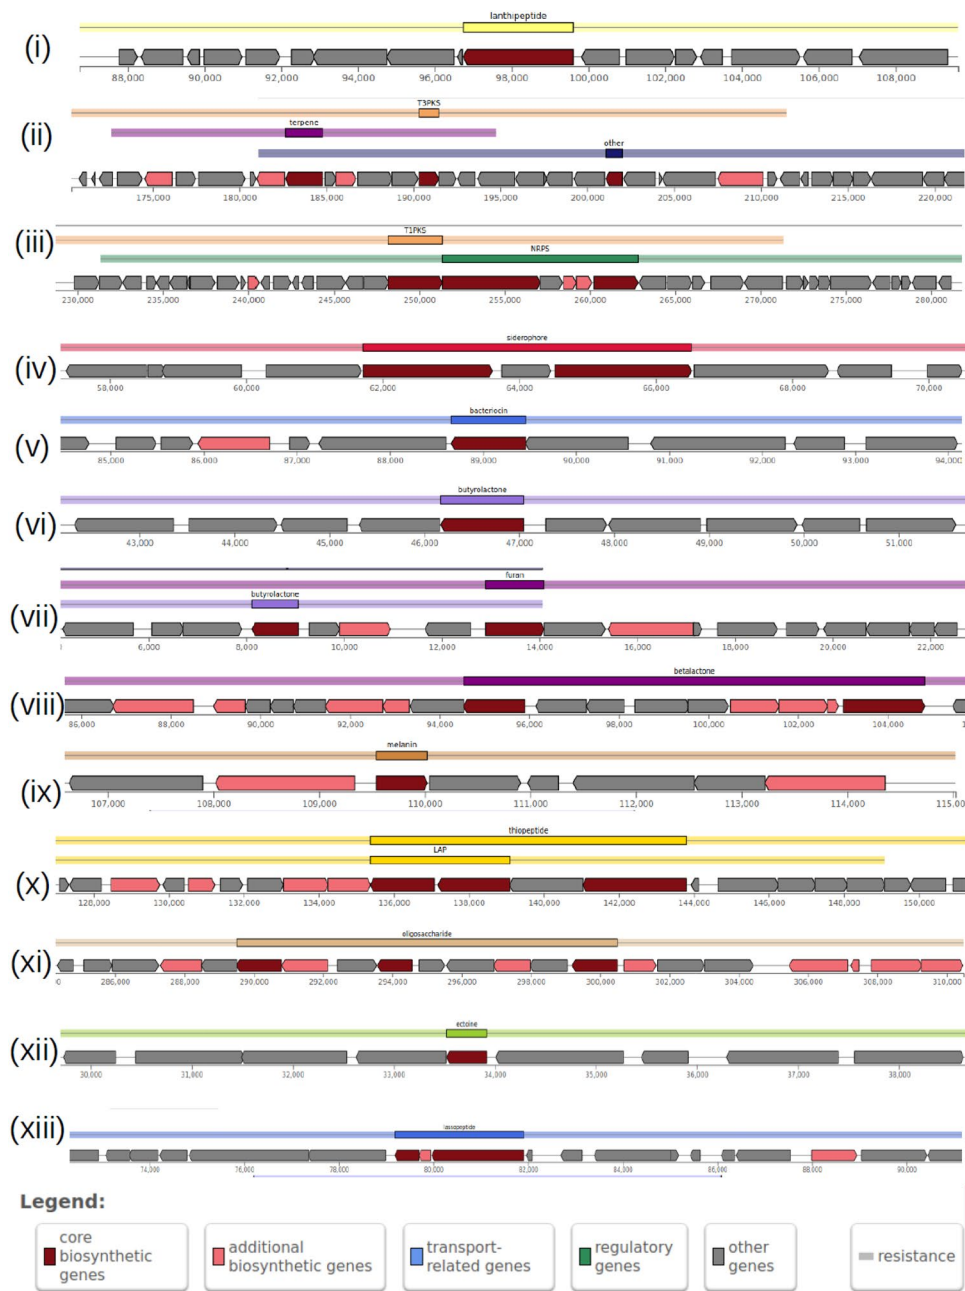 lanthipeptide
(i)
88,000 90,000 92,000 94,000 96,000 98,000 100,000 102,000 104,000 106,000 108,000
T3PKS
terpene
(ii)
other
175,000 180,000 185,000 190,000 195,000 200,000 205,000 210,000 215,000 220,000
T1PKS
(iii)
NRPS
230,000 235,000 240,000 245,000 250,000 255,000 260,000 265,000 270,000 275,000 280,000
siderophore
(iv)
58,000 60,000 62,000 64,000 66,000 68,000 70,000
bacteriocin
(v)
85,000 86,000 87,000 88,000 89,000 90,000 91,000 92,000 93,000 94,000
butyrolactone
(vi)
43,000 44,000 45,000 46,000 47,000 48,000 49,000 50,000 51,000
furan
butyrolactone
(vii)
6,000 8,000 10,000 12,000 14,000 16,000 18,000 20,000 22,000
betalactone
(viii)
86,000 88,000 90,000 92,000 94,000 96,000 98,000 100,000 102,000 104,000 1
melanin
(ix)
107,000 108,000 109,000 110,000 111,000 112,000 113,000 114,000 115,000
thiopeptide
LAP
(x)
128,000 130,000 132,000 134,000 136,000 138,000 140,000 142,000 144,000 146,000 148,000 150,000
oligosaccharide
(xi)
0 286,000 288,000 290,000 292,000 294,000 296,000 298,000 300,000 302,000 304,000 306,000 308,000 310,000
ectoine
(xii)
30,000 31,000 32,000 33,000 34,000 35,000 36,000 37,000 38,000
lassopeptide
(xiii)
74,000 76,000 78,000 80,000 82,000 84,000 86,000 88,000 90,000
Legend:
core biosynthetic genes
additional biosynthetic genes
transport-related genes
regulatory genes
other genes
resistance